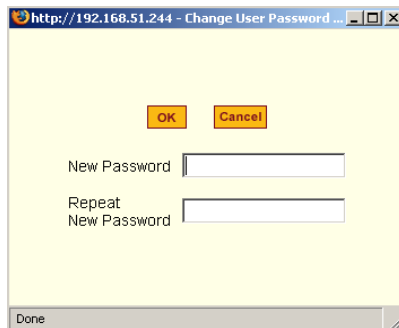 http://192.168.51.244 - Change User Password ...
OK Cancel
New Password
Repeat
New Password
Done